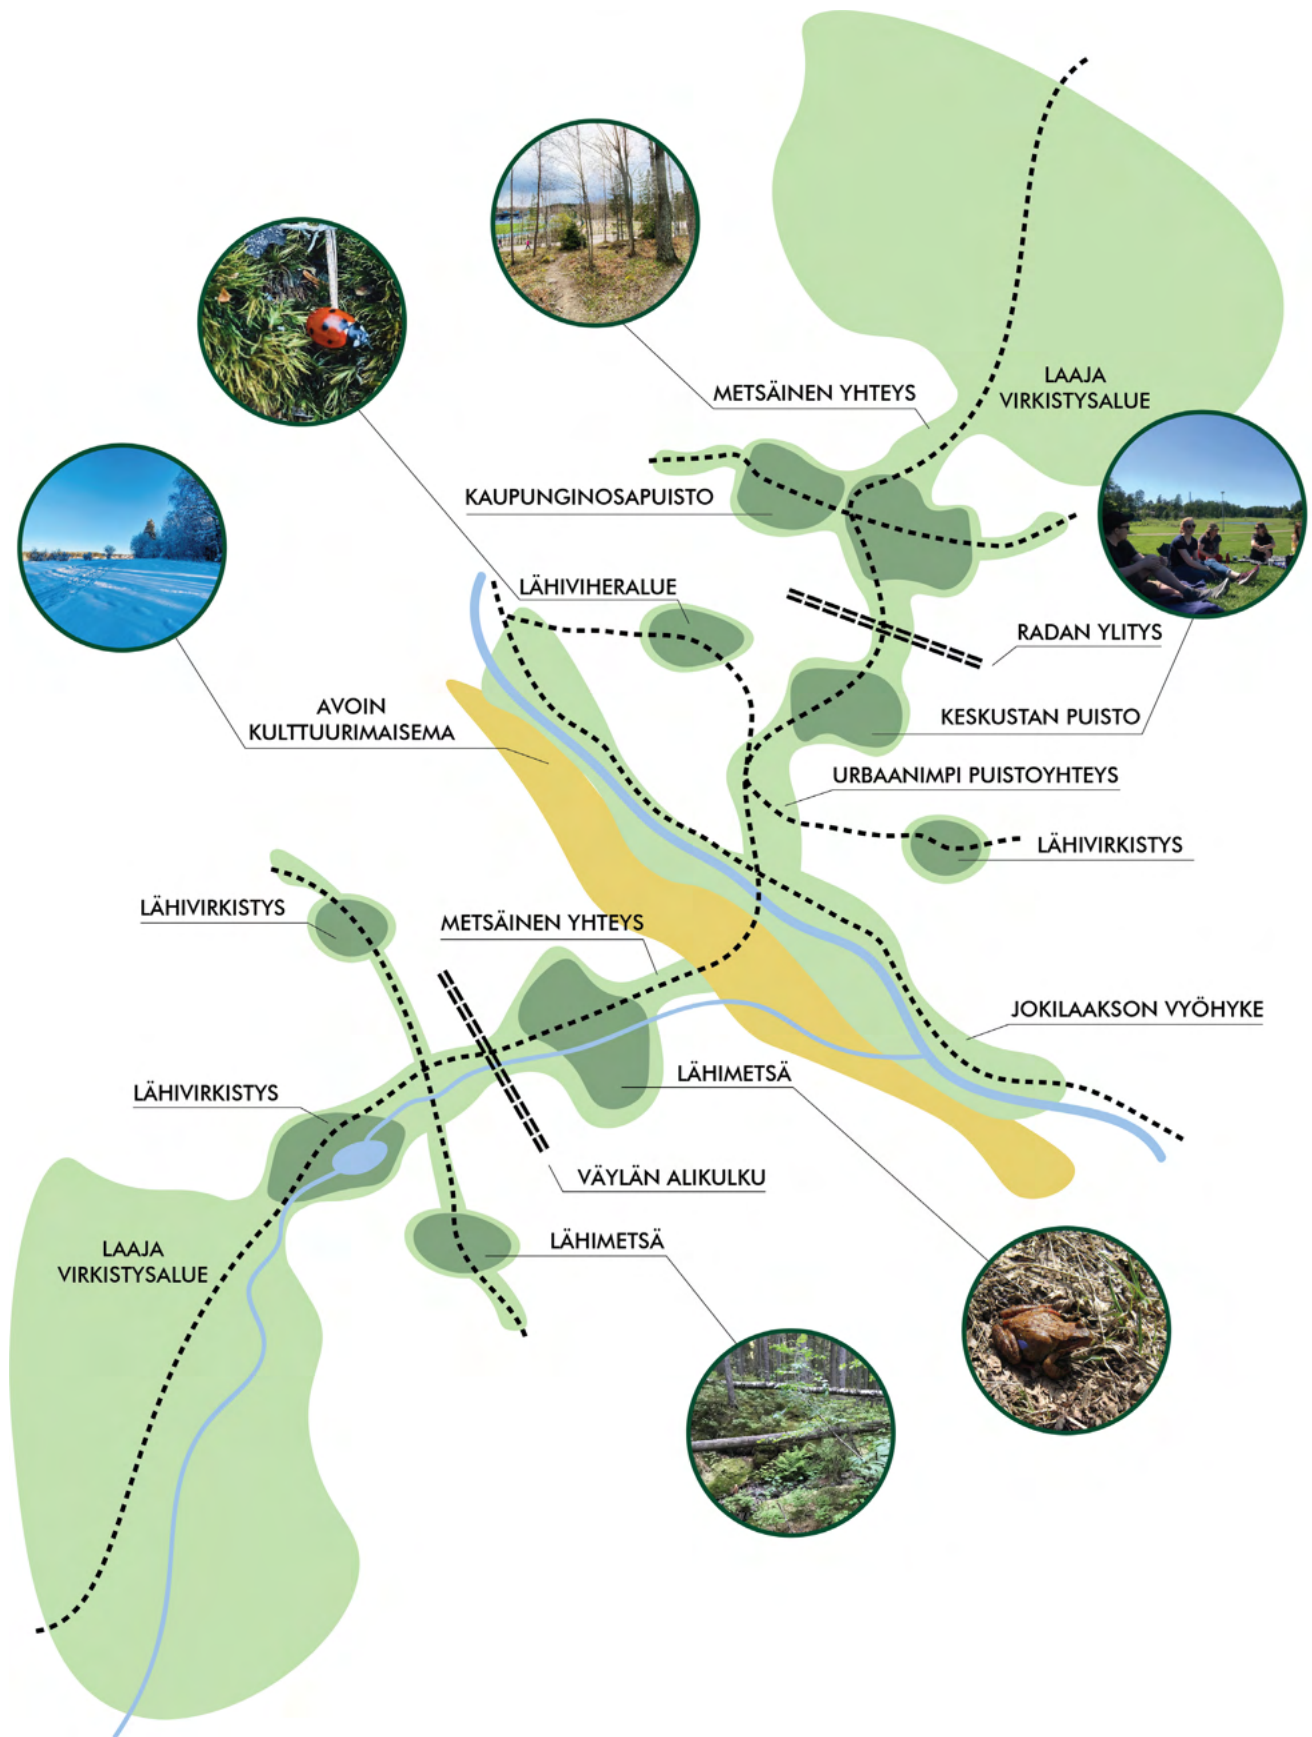 LAAJA
VIRKISTYSALUE
METSÄINEN YHTEYS
KAUPUNGINOSAPUISTO
LÄHIVIHERALUE
RADAN YLITYS
AVOIN
KULTTUURIMAISEMA
KESKUSTAN PUISTO
URBAANIMPI PUISTOYHTEYS
LÄHIVIRKISTYS
LÄHIVIRKISTYS
METSÄINEN YHTEYS
JOKILAAKSON VYÖHYKE
LÄHIMETSÄ
LÄHIVIRKISTYS
VÄYLÄN ALIKULKU
LÄHIMETSÄ
LAAJA
VIRKISTYSALUE